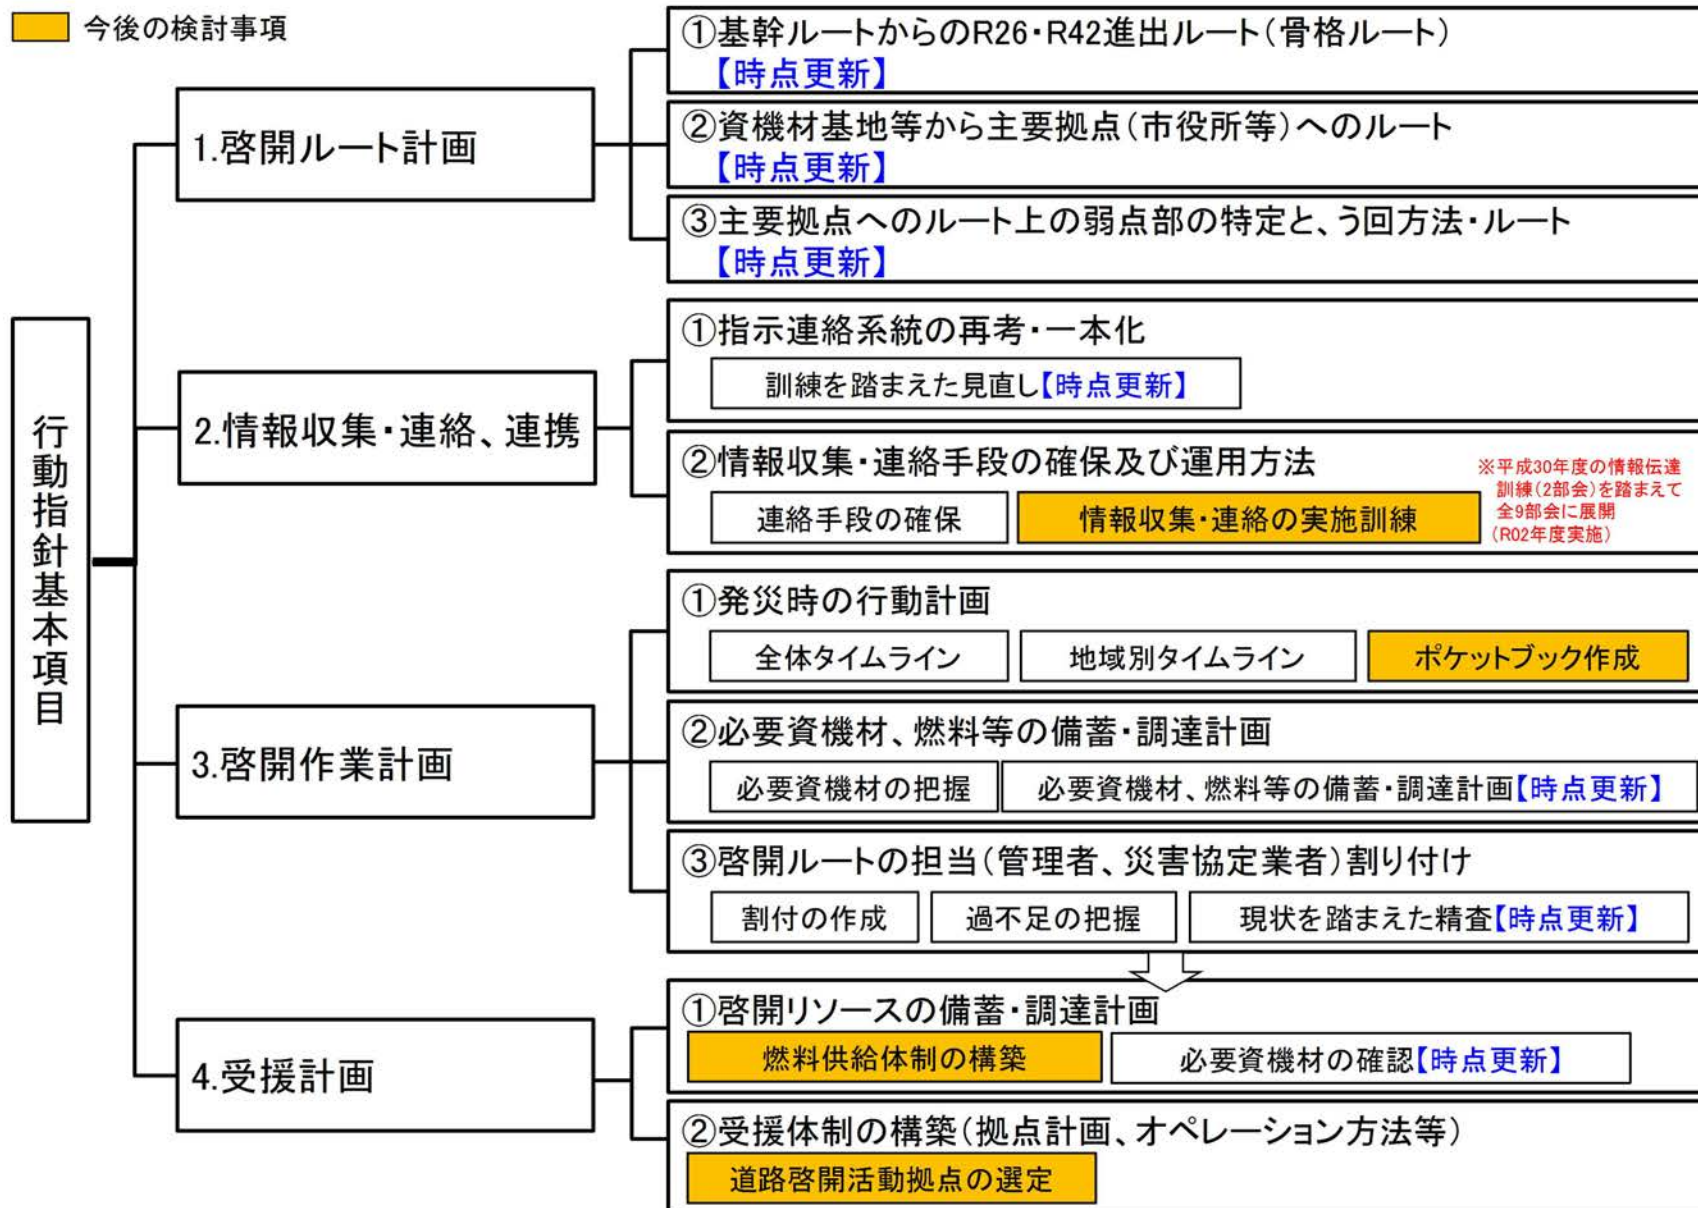 今後の検討事項
行動指針基本項目
1.啓開ルート計画
①基幹ルートからのR26・R42進出ルート(骨格ルート)
【時点更新】
②資機材基地等から主要拠点(市役所等)へのルート
【時点更新】
③主要拠点へのルート上の弱点部の特定と、う回方法・ルート
【時点更新】
2.情報収集・連絡、連携
①指示連絡系統の再考・一本化
訓練を踏まえた見直し【時点更新】
②情報収集・連絡手段の確保及び運用方法
連絡手段の確保
情報収集・連絡の実施訓練
※平成30年度の情報伝達
訓練(2部会)を踏まえて
全9部会に展開
(R02年度実施)
3.啓開作業計画
①発災時の行動計画
全体タイムライン
地域別タイムライン
ポケットブック作成
②必要資機材、燃料等の備蓄・調達計画
必要資機材の把握
必要資機材、燃料等の備蓄・調達計画【時点更新】
③啓開ルートの担当(管理者、災害協定業者)割り付け
割付の作成
過不足の把握
現状を踏まえた精査【時点更新】
4.受援計画
①啓開リソースの備蓄・調達計画
燃料供給体制の構築
必要資機材の確認【時点更新】
②受援体制の構築(拠点計画、オペレーション方法等)
道路啓開活動拠点の選定